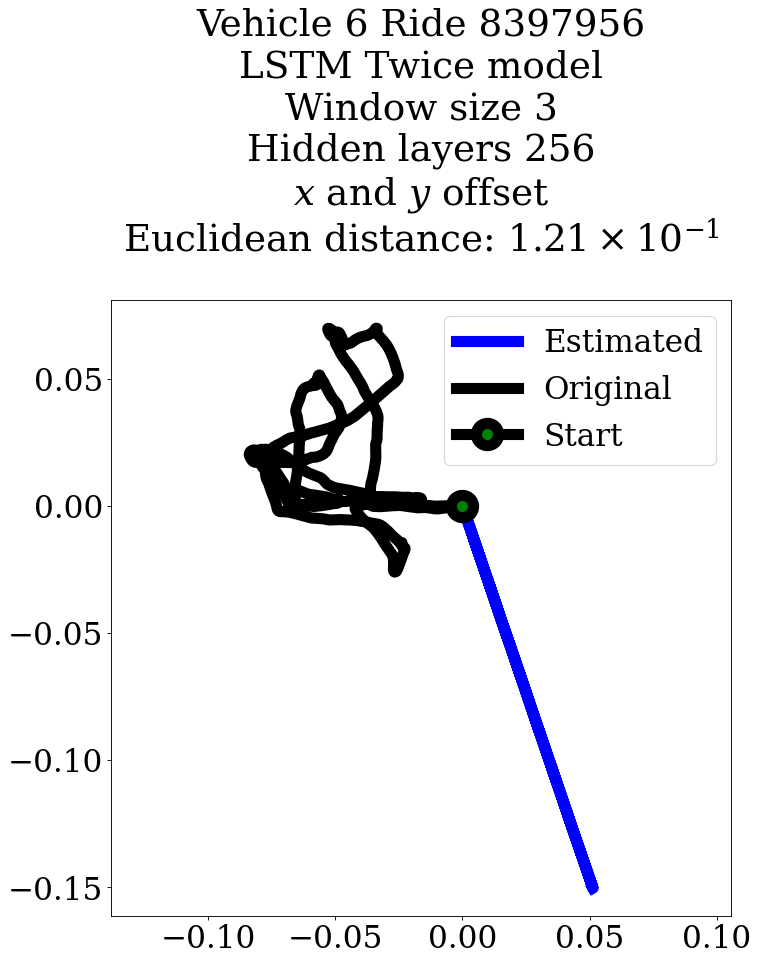 Vehicle 6 Ride 8397956
LSTM Twice model
Window size 3
Hidden layers 256
x and y offset
Euclidean distance: 1.21 × 10⁻¹
Estimated
Original
Start
0.05
0.00
−0.05
−0.10
−0.15
−0.10 −0.05 0.00 0.05 0.10